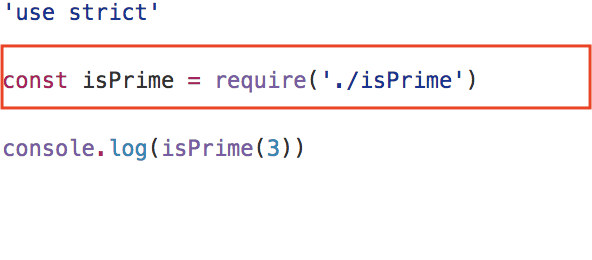 'use strict'
const isPrime = require('./isPrime')
console.log(isPrime(3))